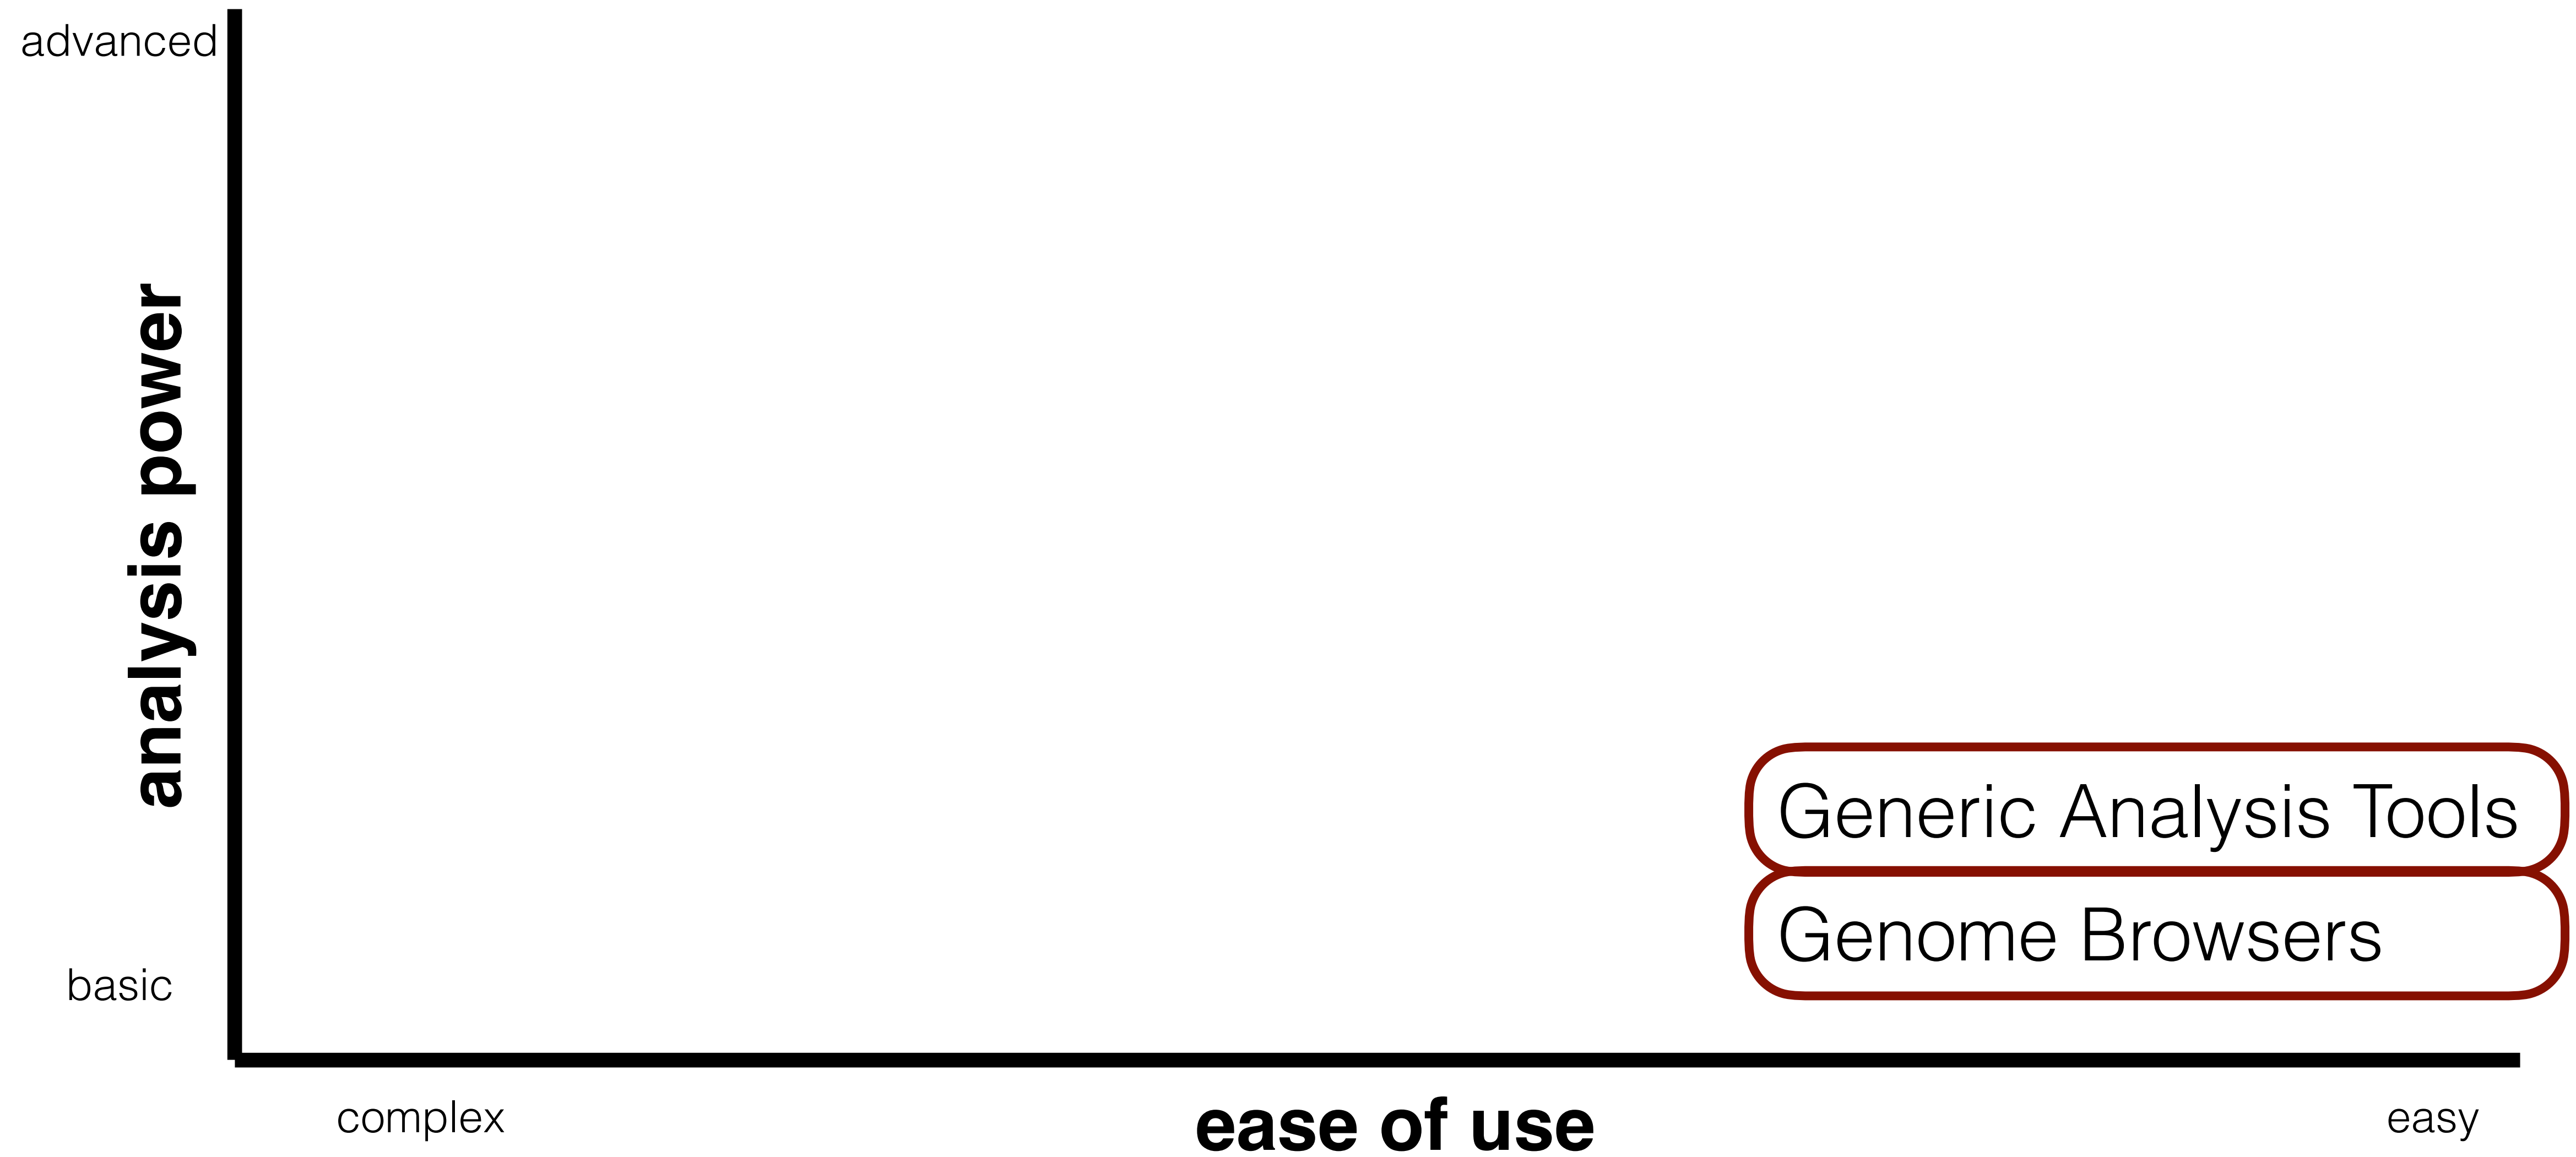 advanced
analysis power
Generic Analysis Tools
Genome Browsers
basic
complex
ease of use
easy